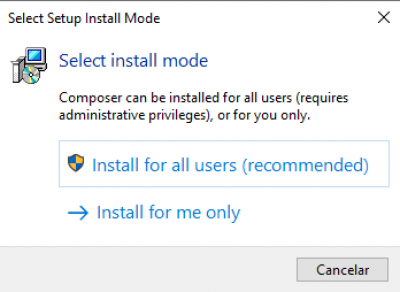 Select Setup Install Mode
Select install mode
Composer can be installed for all users (requires
administrative privileges), or for you only.
Install for all users (recommended)
Install for me only
Cancelar